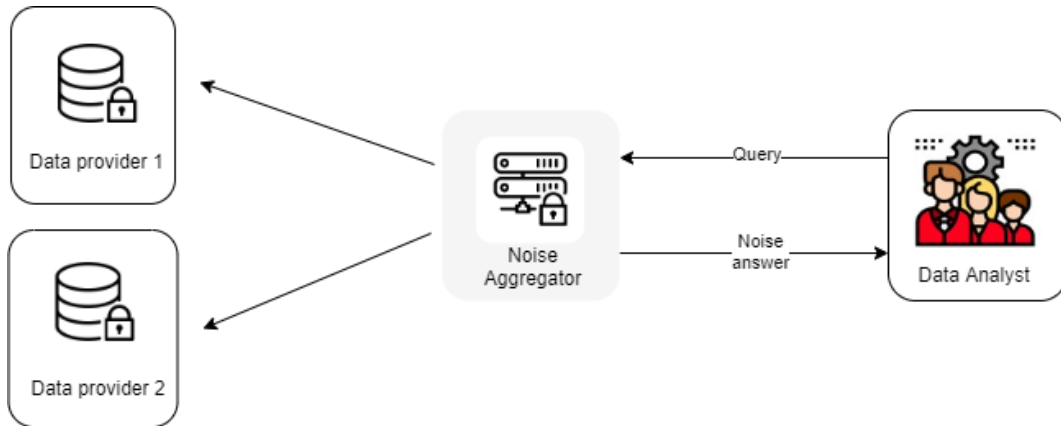 Data provider 1
Data provider 2
Noise
Aggregator
Query
Noise
answer
Data Analyst